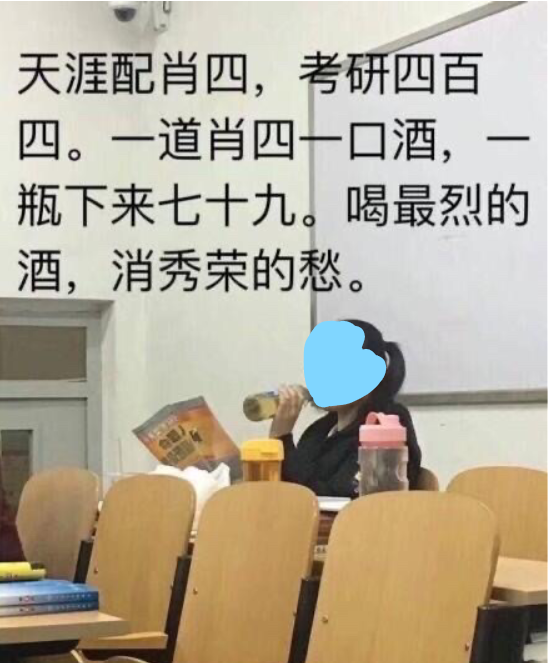 天涯配肖四，考研四百
四。一道肖四一口酒，一
瓶下来七十九。喝最烈的
酒，消秀荣的愁。